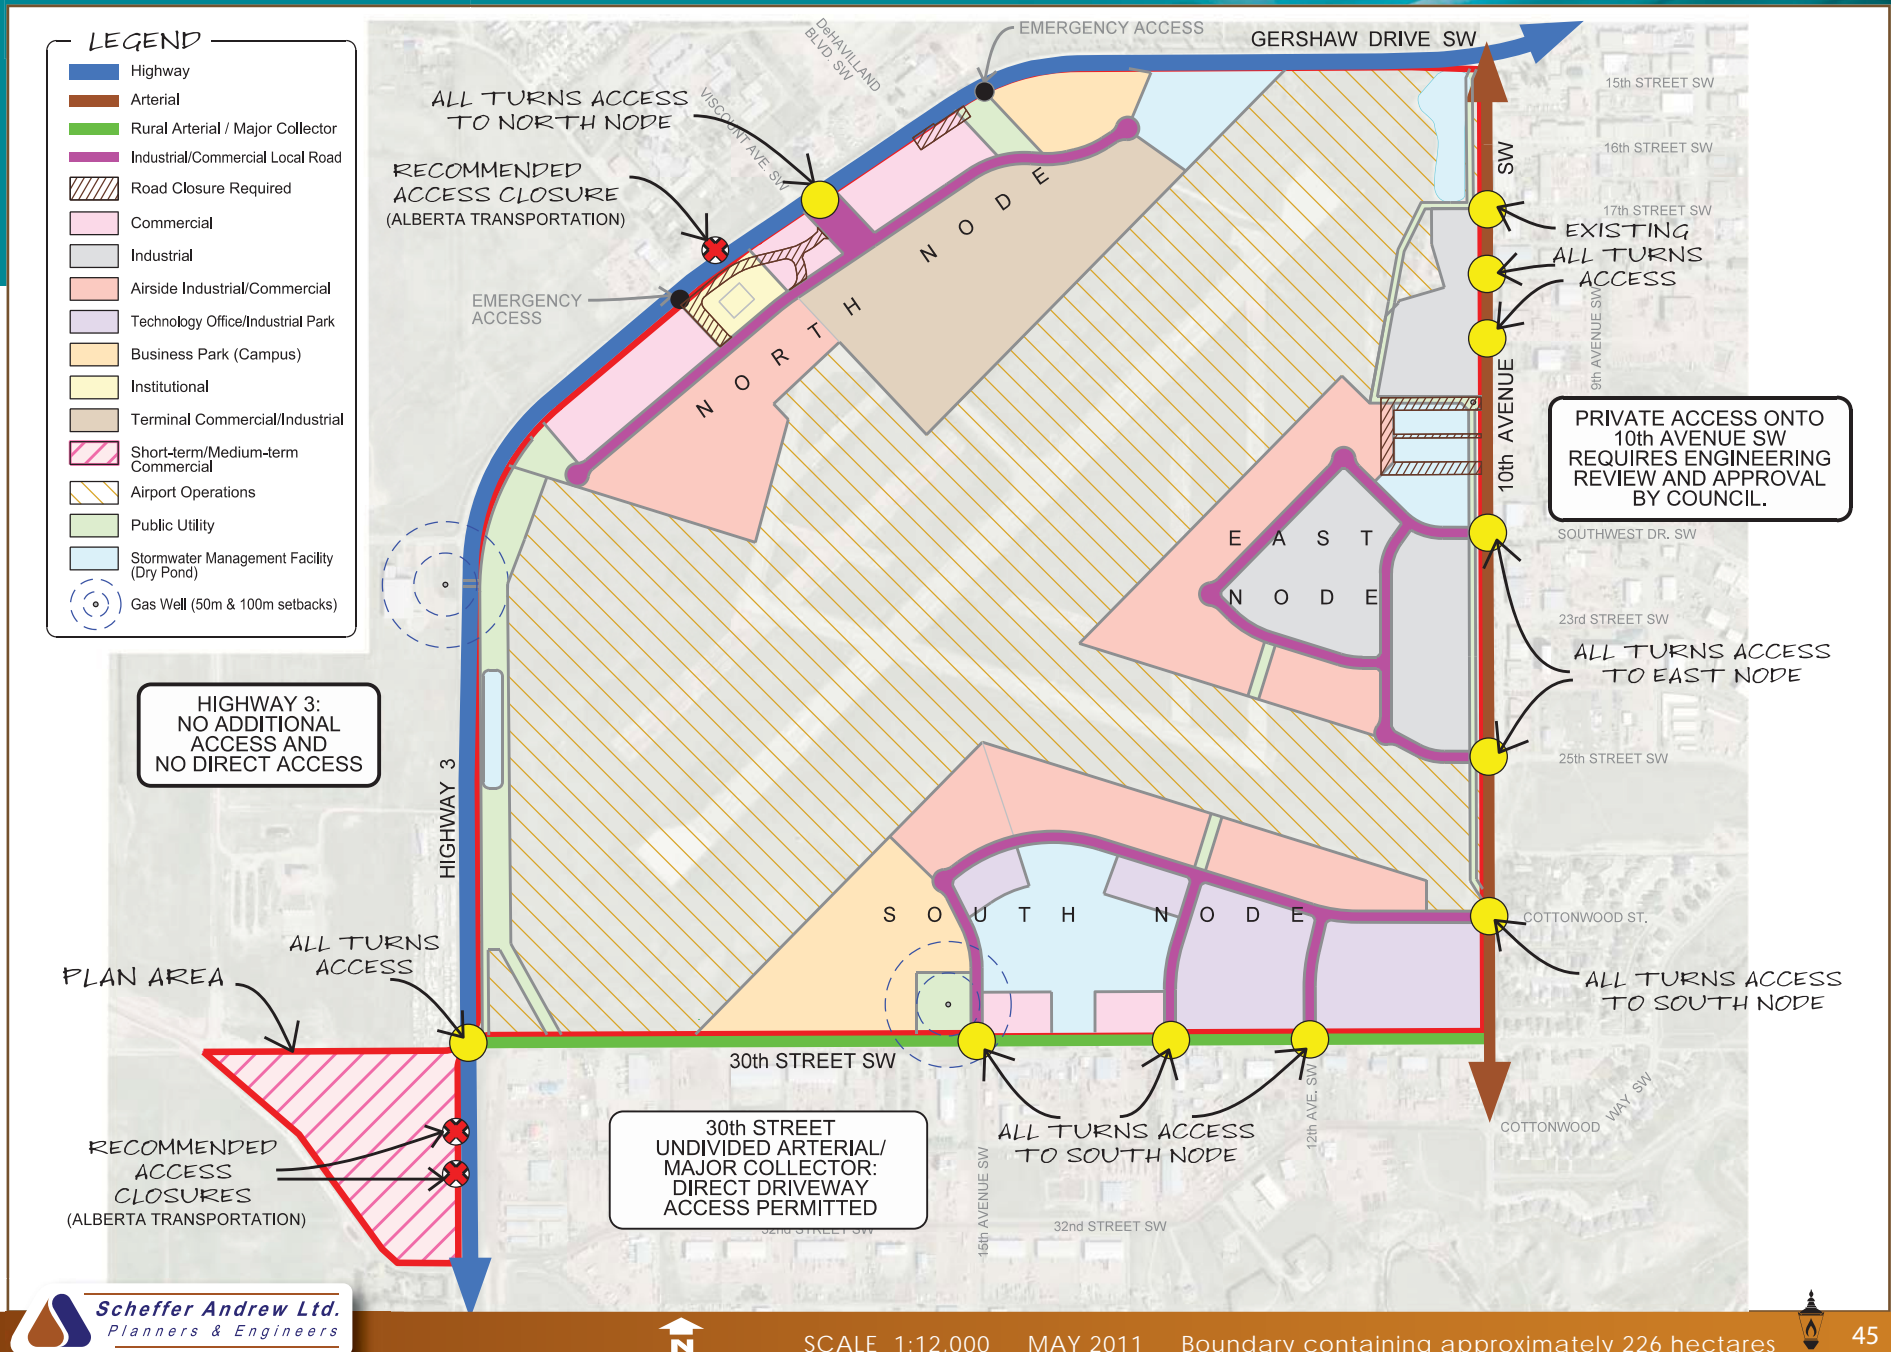 LEGEND
Highway
Arterial
Rural Arterial / Major Collector
Industrial/Commercial Local Road
Road Closure Required
Commercial
Industrial
Airside Industrial/Commercial
Technology Office/Industrial Park
Business Park (Campus)
Institutional
Terminal Commercial/Industrial
Short-term/Medium-term
Commercial
Airport Operations
Public Utility
Stormwater Management Facility
(Dry Pond)
Gas Well (50m & 100m setbacks)
EMERGENCY ACCESS
GERSHAW DRIVE SW
DeHAVILLAND
BLVD. SW
VISCOUNT AVE. SW
ALL TURNS ACCESS
TO NORTH NODE
RECOMMENDED
ACCESS CLOSURE
(ALBERTA TRANSPORTATION)
EMERGENCY
ACCESS
NORTH NODE
15th STREET SW
16th STREET SW
17th STREET SW
EXISTING
ALL TURNS
ACCESS
9th AVENUE SW
10th AVENUE SW
PRIVATE ACCESS ONTO
10th AVENUE SW
REQUIRES ENGINEERING
REVIEW AND APPROVAL
BY COUNCIL.
SOUTHWEST DR. SW
EAST
NODE
23rd STREET SW
ALL TURNS ACCESS
TO EAST NODE
25th STREET SW
HIGHWAY 3:
NO ADDITIONAL
ACCESS AND
NO DIRECT ACCESS
HIGHWAY 3
SOUTH NODE
COTTONWOOD ST.
ALL TURNS ACCESS
TO SOUTH NODE
ALL TURNS
ACCESS
PLAN AREA
30th STREET SW
RECOMMENDED
ACCESS
CLOSURES
(ALBERTA TRANSPORTATION)
30th STREET
UNDIVIDED ARTERIAL/
MAJOR COLLECTOR:
DIRECT DRIVEWAY
ACCESS PERMITTED
32nd STREET SW
ALL TURNS ACCESS
TO SOUTH NODE
15th AVENUE SW
12th AVE. SW
32nd STREET SW
COTTONWOOD
WAY SW
Scheffer Andrew Ltd.
Planners & Engineers
N
SCALE 1:12,000 MAY 2011 Boundary containing approximately 226 hectares
45